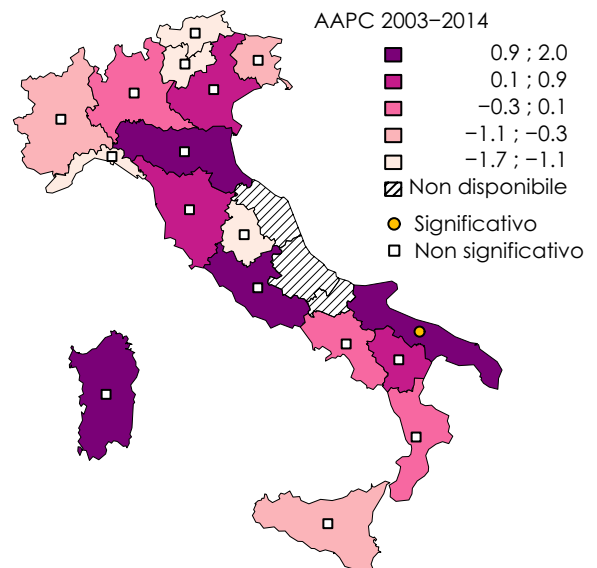 AAPC 2003−2014
0.9 ; 2.0
0.1 ; 0.9
−0.3 ; 0.1
−1.1 ; −0.3
−1.7 ; −1.1
Non disponibile
Significativo
Non significativo